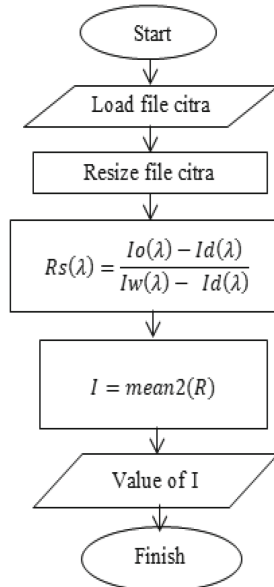 Start
Load file citra
Resize file citra
Rs(λ) = Io(λ) − Id(λ) / Iw(λ) − Id(λ)
I = mean2(R)
Value of I
Finish